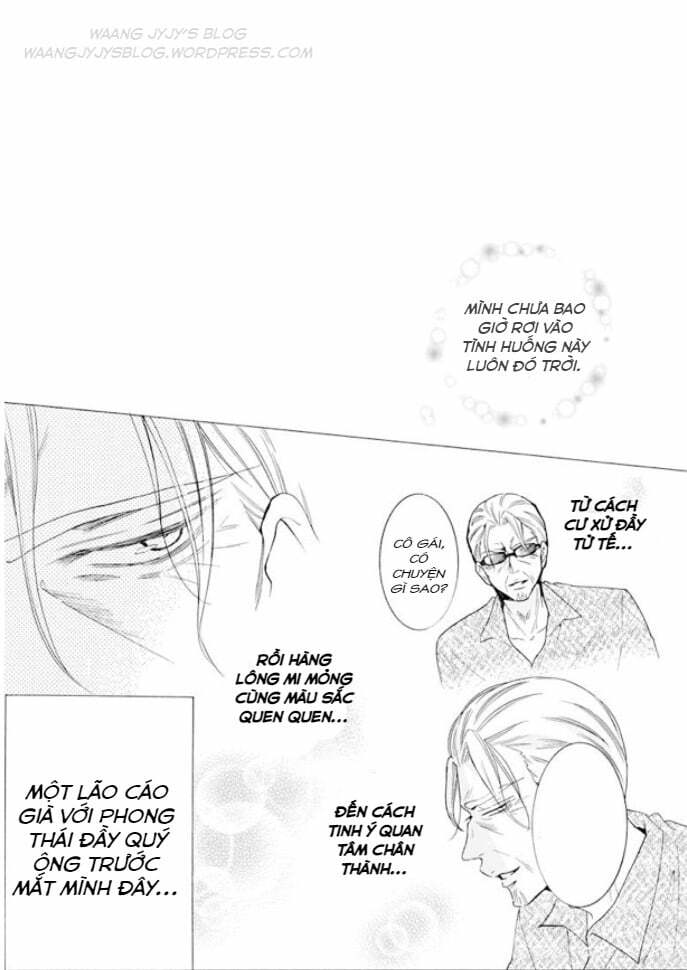 WAANG JYJY'S BLOG
WAANGJYJYSBLOG.WORDPRESS.COM
MÌNH CHƯA BAO
GIỜ RƠI VÀO
TÌNH HUỐNG NÀY
LUÔN ĐÓ TRỜI.
TỪ CÁCH
CƯ XỬ ĐẦY
TỬ TẾ...
CÔ GÁI,
CÓ
CHUYỆN
GÌ SAO?
RỒI HÀNG
LÔNG MI MỎNG
CÙNG MÀU SẮC
QUEN QUEN...
ĐẾN CÁCH
TINH Ý QUAN
TÂM CHÂN
THÀNH...
MỘT LÃO CÁO
GIÀ VỚI PHONG
THÁI ĐẦY QUÝ
ÔNG TRƯỚC
MẮT MÌNH ĐÂY...